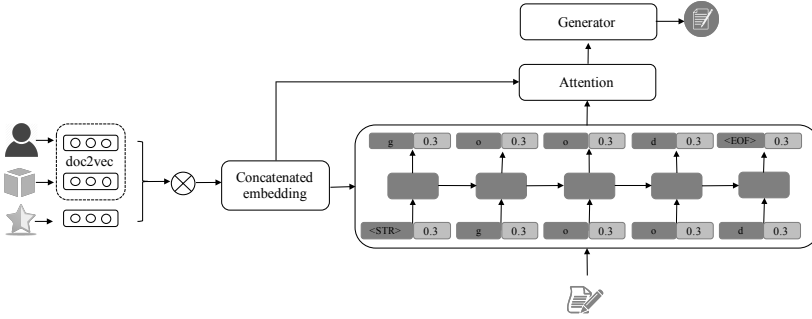 Generator
Attention
doc2vec
Concatenated
embedding
g 0.3 o 0.3 o 0.3 d 0.3 <EOF> 0.3
<STR> 0.3 g 0.3 o 0.3 o 0.3 d 0.3